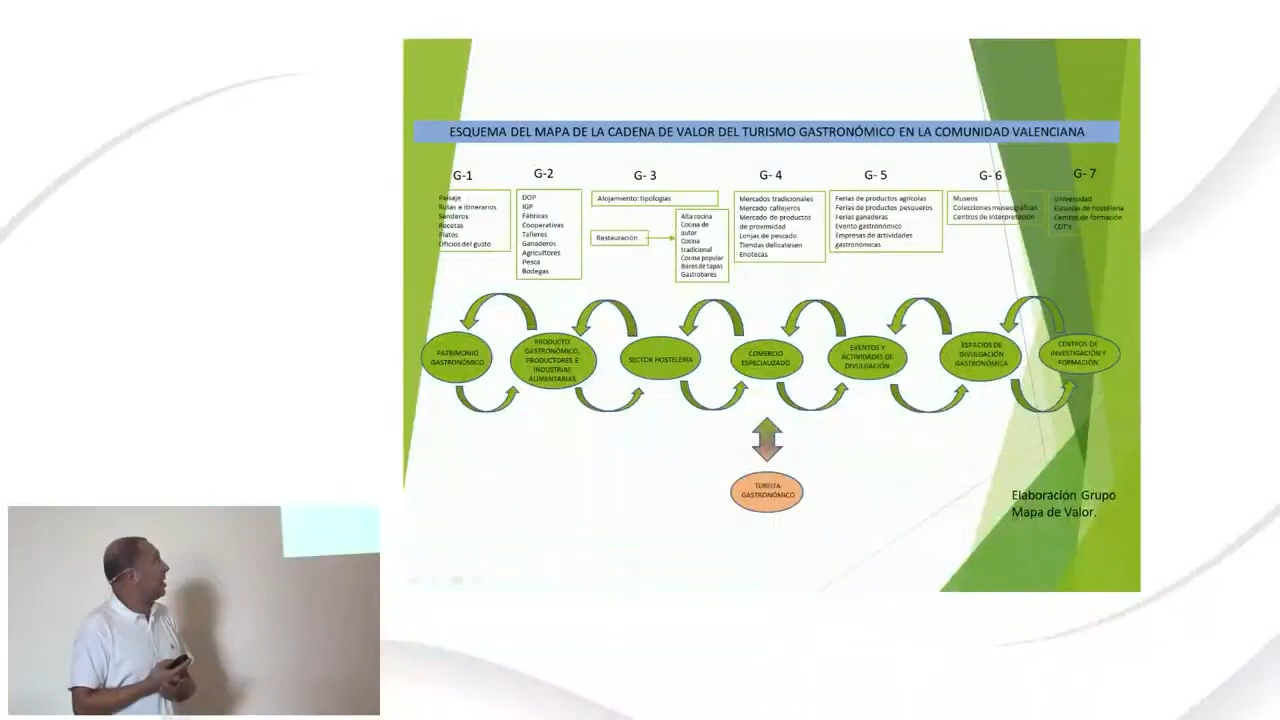 ESQUEMA DEL MAPA DE LA CADENA DE VALOR DEL TURISMO GASTRONÓMICO EN LA COMUNIDAD VALENCIANA
G-1
Paisaje
Rutas e itinerarios
Senderos
Recetas
Platos
Oficios del gusto
G-2
DOP
IGP
Fábricas
Cooperativas
Talleres
Ganaderos
Agricultores
Pesca
Bodegas
G- 3
Alojamiento: tipologias
Restauración
Alta cocina
Cocina de
autor
Cocina
tradicional
Cocina popular
Bares de tapas
Gastrobares
G- 4
Mercados tradicionales
Mercado callejeros
Mercado de productos
de proximidad
Lonjas de pescado
Tiendas delicatesen
Enotecas
G- 5
Ferias de productos agrícolas
Ferias de productos pesqueros
Ferias ganaderas
Evento gastronómico
Empresas de actividades
gastronómicas
G- 6
Museos
Colecciones museográficas
Centros de interpretación
G- 7
Universidad
Escuelas de hostelería
Centros de formación
CDT's
PATRIMONIO
GASTRONÓMICO
PRODUCTO
GASTRONÓMICO,
PRODUCTORES E
INDUSTRIAS
ALIMENTARIAS
SECTOR HOSTELERIA
COMERCIO
ESPECIALIZADO
EVENTOS Y
ACTIVIDADES DE
DIVULGACIÓN
ESPACIOS DE
DIVULGACIÓN
GASTRONÓMICA
CENTROS DE
INVESTIGACIÓN Y
FORMACIÓN
TURISTA
GASTRONÓMICO
Elaboración Grupo
Mapa de Valor.